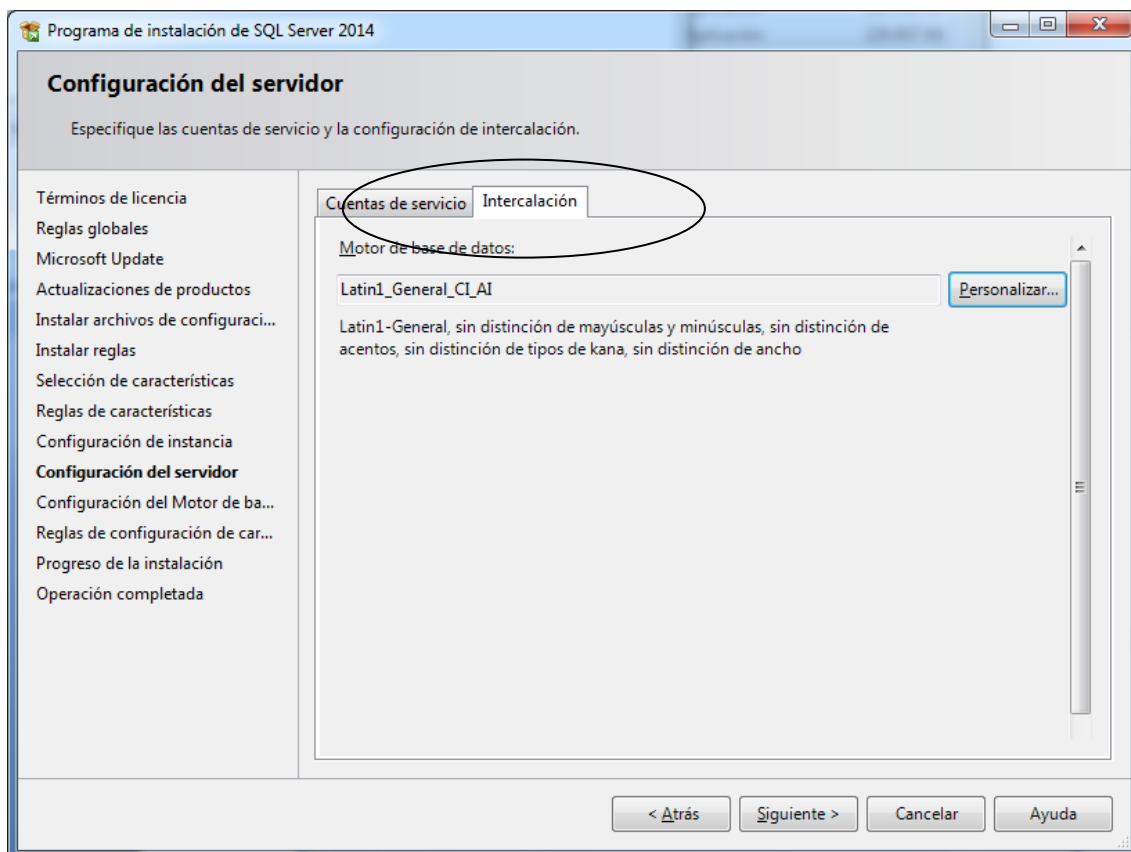 Programa de instalación de SQL Server 2014
Configuración del servidor
Especifique las cuentas de servicio y la configuración de intercalación.
Términos de licencia
Reglas globales
Microsoft Update
Actualizaciones de productos
Instalar archivos de configuraci...
Instalar reglas
Selección de características
Reglas de características
Configuración de instancia
Configuración del servidor
Configuración del Motor de ba...
Reglas de configuración de car...
Progreso de la instalación
Operación completada
Cuentas de servicio Intercalación
Motor de base de datos:
Latin1_General_CI_AI Personalizar...
Latin1-General, sin distinción de mayúsculas y minúsculas, sin distinción de
acentos, sin distinción de tipos de kana, sin distinción de ancho
< Atrás Siguiente > Cancelar Ayuda